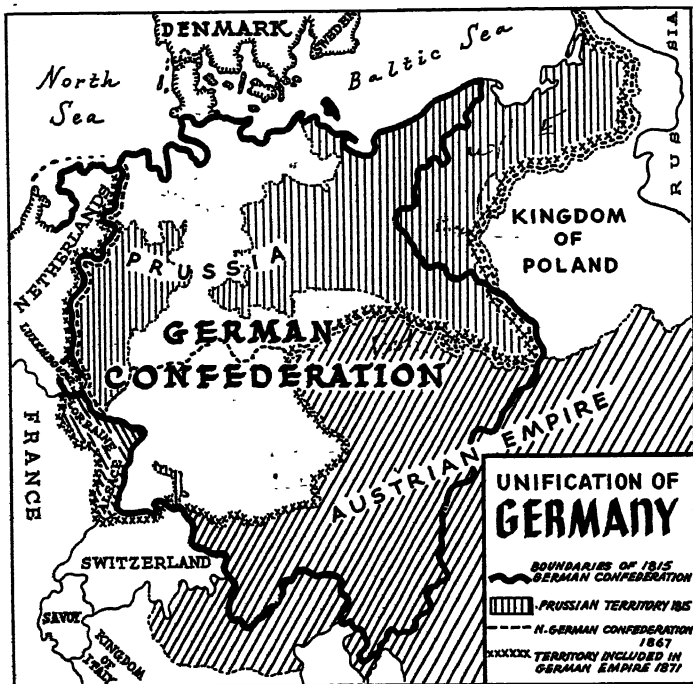 DENMARK
SWEDEN
North
Sea
Baltic Sea
RUSSIA
NETHERLANDS
PRUSSIA
KINGDOM
OF
POLAND
GERMAN
CONFEDERATION
LORRAINE
ALSACE
FRANCE
AUSTRIAN EMPIRE
SWITZERLAND
SAVOY
KINGDOM
OF
ITALY
UNIFICATION OF
GERMANY
BOUNDARIES OF 1815
GERMAN CONFEDERATION
PRUSSIAN TERRITORY 1815
N. GERMAN CONFEDERATION
1867
TERRITORY INCLUDED IN
GERMAN EMPIRE 1871